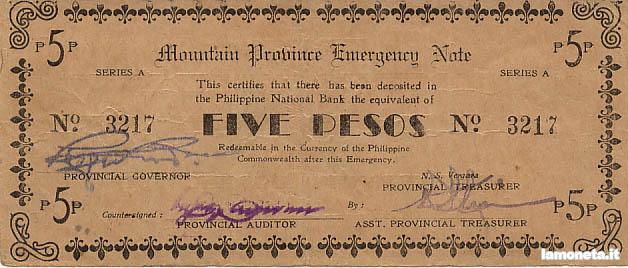 P5P Mountain Province Emergency Note P5P
SERIES A SERIES A
This certifies that there has been deposited in
the Philippine National Bank the equivalent of
Nº 3217 FIVE PESOS Nº 3217
Redeemable in the Currency of the Philippine
Commonwealth after this Emergency.
PROVINCIAL GOVERNOR
N. S. Vergara
PROVINCIAL TREASURER
P5P Countersigned : By : P5P
PROVINCIAL AUDITOR ASST. PROVINCIAL TREASURER
lamoneta.it